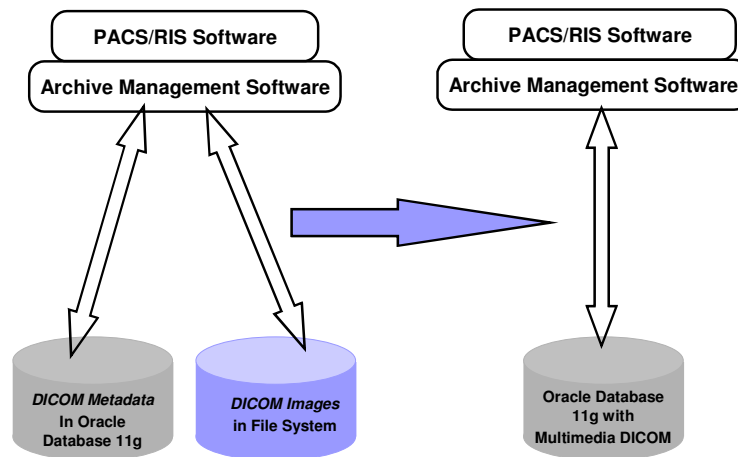 PACS/RIS Software
Archive Management Software
DICOM Metadata
In Oracle
Database 11g
DICOM Images
in File System
PACS/RIS Software
Archive Management Software
Oracle Database
11g with
Multimedia DICOM